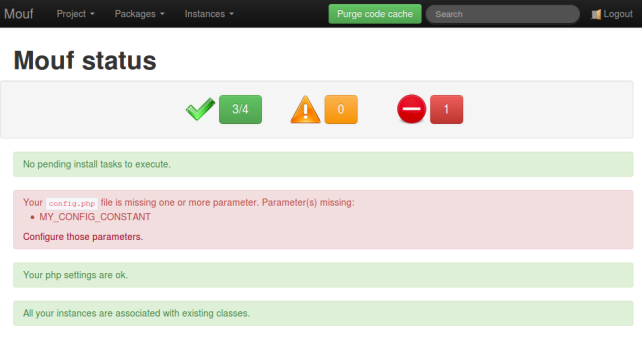 Mouf Project Packages Instances Purge code cache Search Logout
Mouf status
3/4 0 1
No pending install tasks to execute.
Your config.php file is missing one or more parameter. Parameter(s) missing:
• MY_CONFIG_CONSTANT
Configure those parameters.
Your php settings are ok.
All your instances are associated with existing classes.